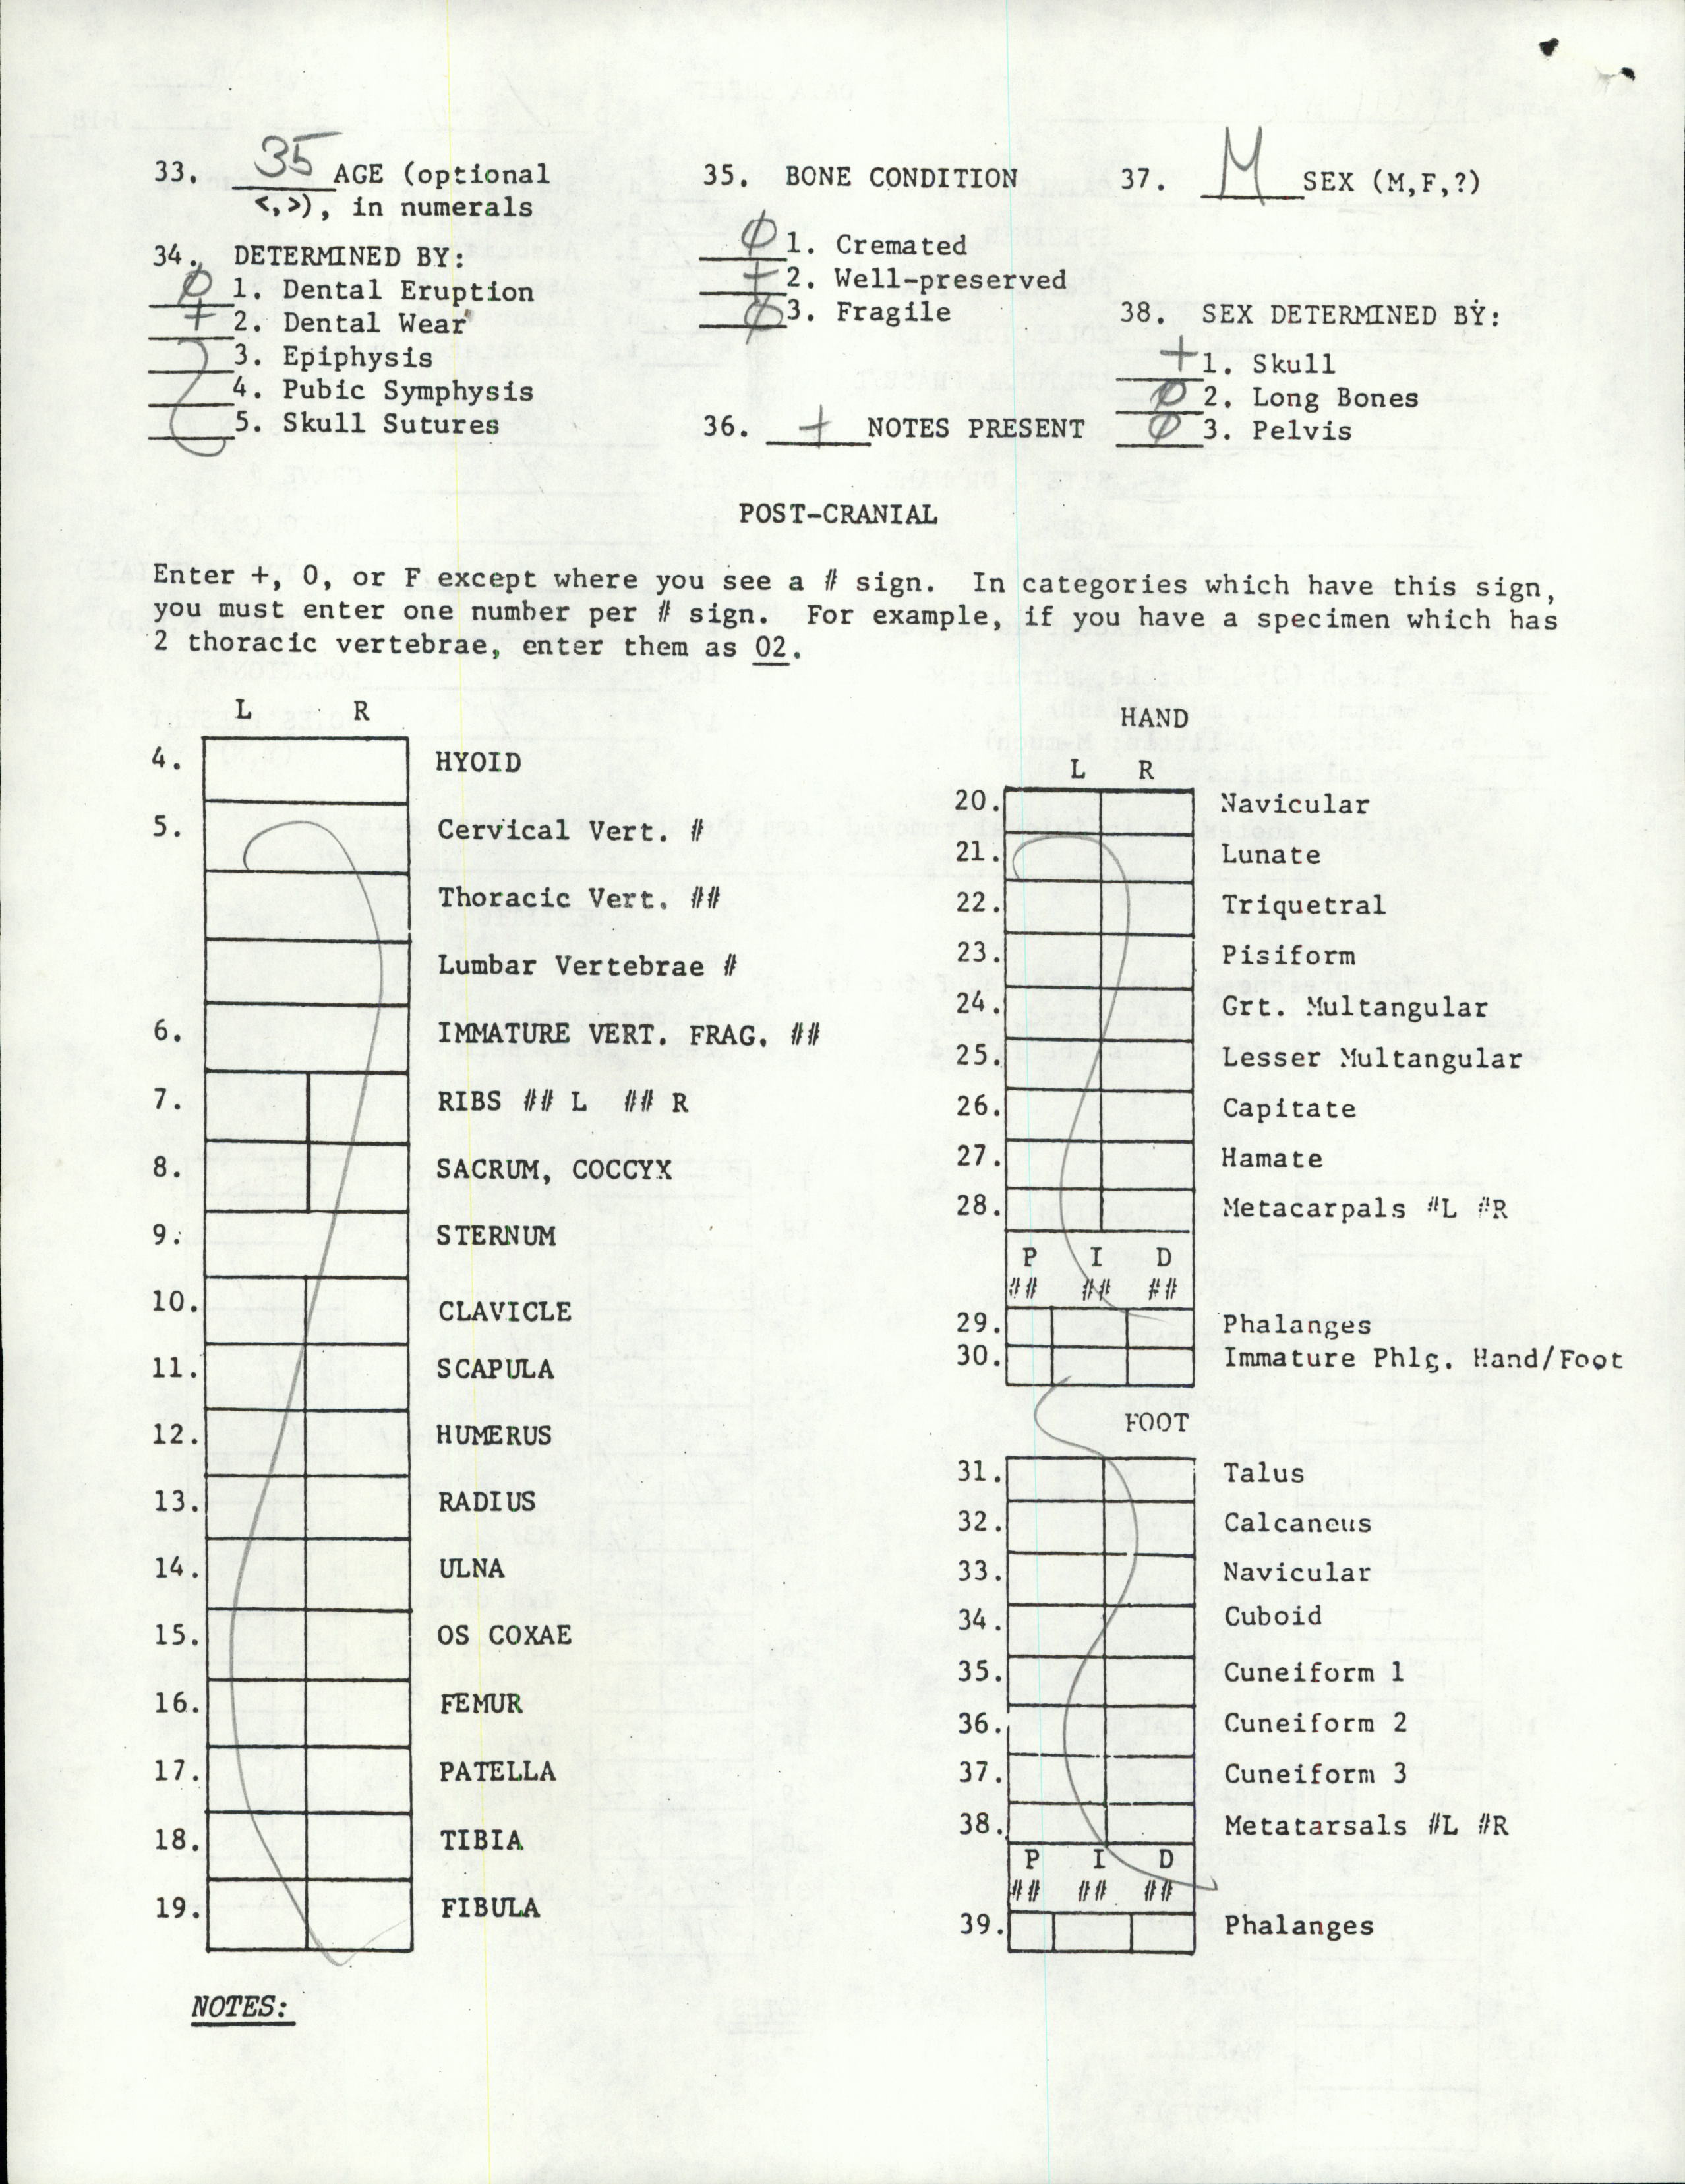 33. 35 AGE (optional
<,>), in numerals
34. DETERMINED BY:
Ø 1. Dental Eruption
+ 2. Dental Wear
3. Epiphysis
4. Pubic Symphysis
5. Skull Sutures
35. BONE CONDITION
Ø 1. Cremated
+ 2. Well-preserved
Ø 3. Fragile
36. + NOTES PRESENT
37. M SEX (M,F,?)
38. SEX DETERMINED BY:
+ 1. Skull
Ø 2. Long Bones
Ø 3. Pelvis
POST-CRANIAL
Enter +, 0, or F except where you see a # sign. In categories which have this sign,
you must enter one number per # sign. For example, if you have a specimen which has
2 thoracic vertebrae, enter them as 02.
L R
4. HYOID
5. Cervical Vert. #
Thoracic Vert. ##
Lumbar Vertebrae #
6. IMMATURE VERT. FRAG. ##
7. RIBS ## L ## R
8. SACRUM, COCCYX
9. STERNUM
10. CLAVICLE
11. SCAPULA
12. HUMERUS
13. RADIUS
14. ULNA
15. OS COXAE
16. FEMUR
17. PATELLA
18. TIBIA
19. FIBULA
HAND
L R
20. Navicular
21. Lunate
22. Triquetral
23. Pisiform
24. Grt. Multangular
25. Lesser Multangular
26. Capitate
27. Hamate
28. Metacarpals #L #R
P I D
## ## ##
29. Phalanges
30. Immature Phlg. Hand/Foot
FOOT
31. Talus
32. Calcaneus
33. Navicular
34. Cuboid
35. Cuneiform 1
36. Cuneiform 2
37. Cuneiform 3
38. Metatarsals #L #R
P I D
## ## ##
39. Phalanges
NOTES: